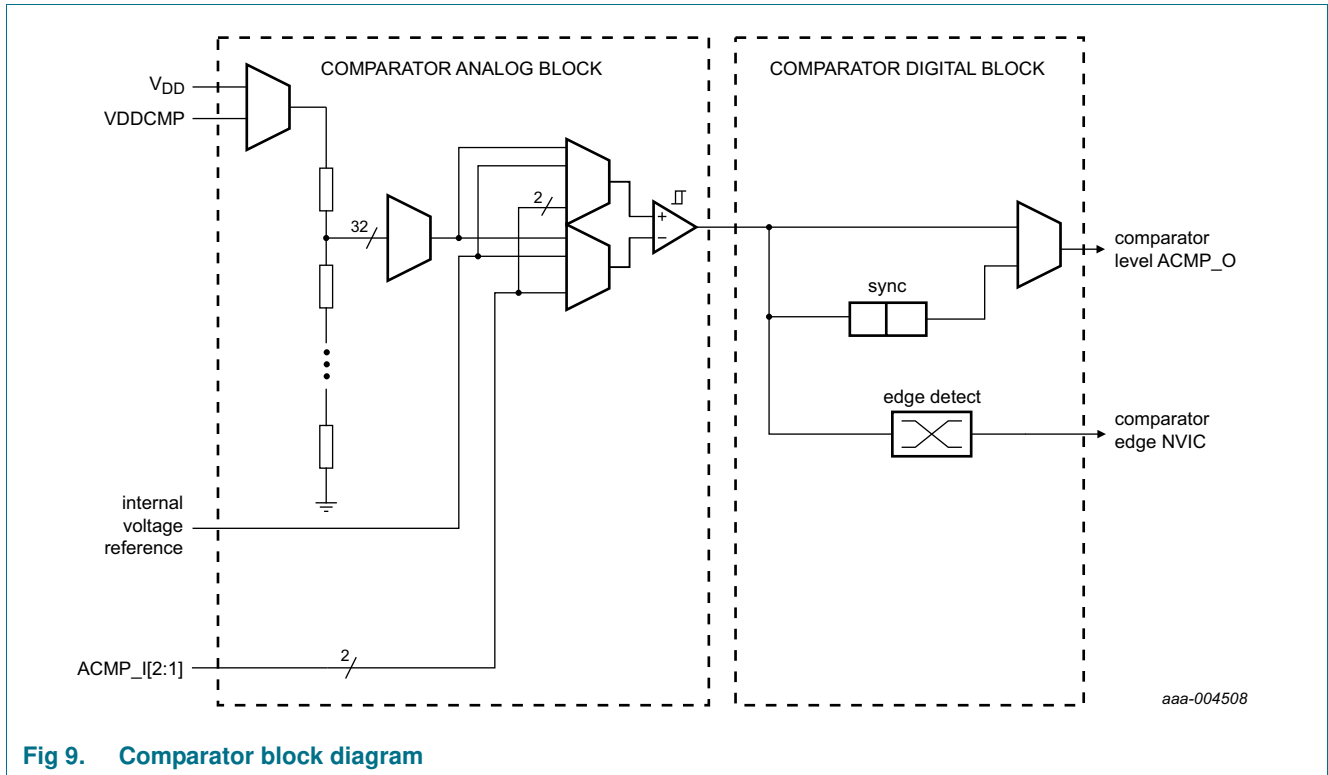 COMPARATOR ANALOG BLOCK
COMPARATOR DIGITAL BLOCK
VDD
VDDCMP
32
2
+
−
sync
edge detect
comparator
level ACMP_O
comparator
edge NVIC
internal
voltage
reference
ACMP_I[2:1]
2
aaa-004508
Fig 9. Comparator block diagram